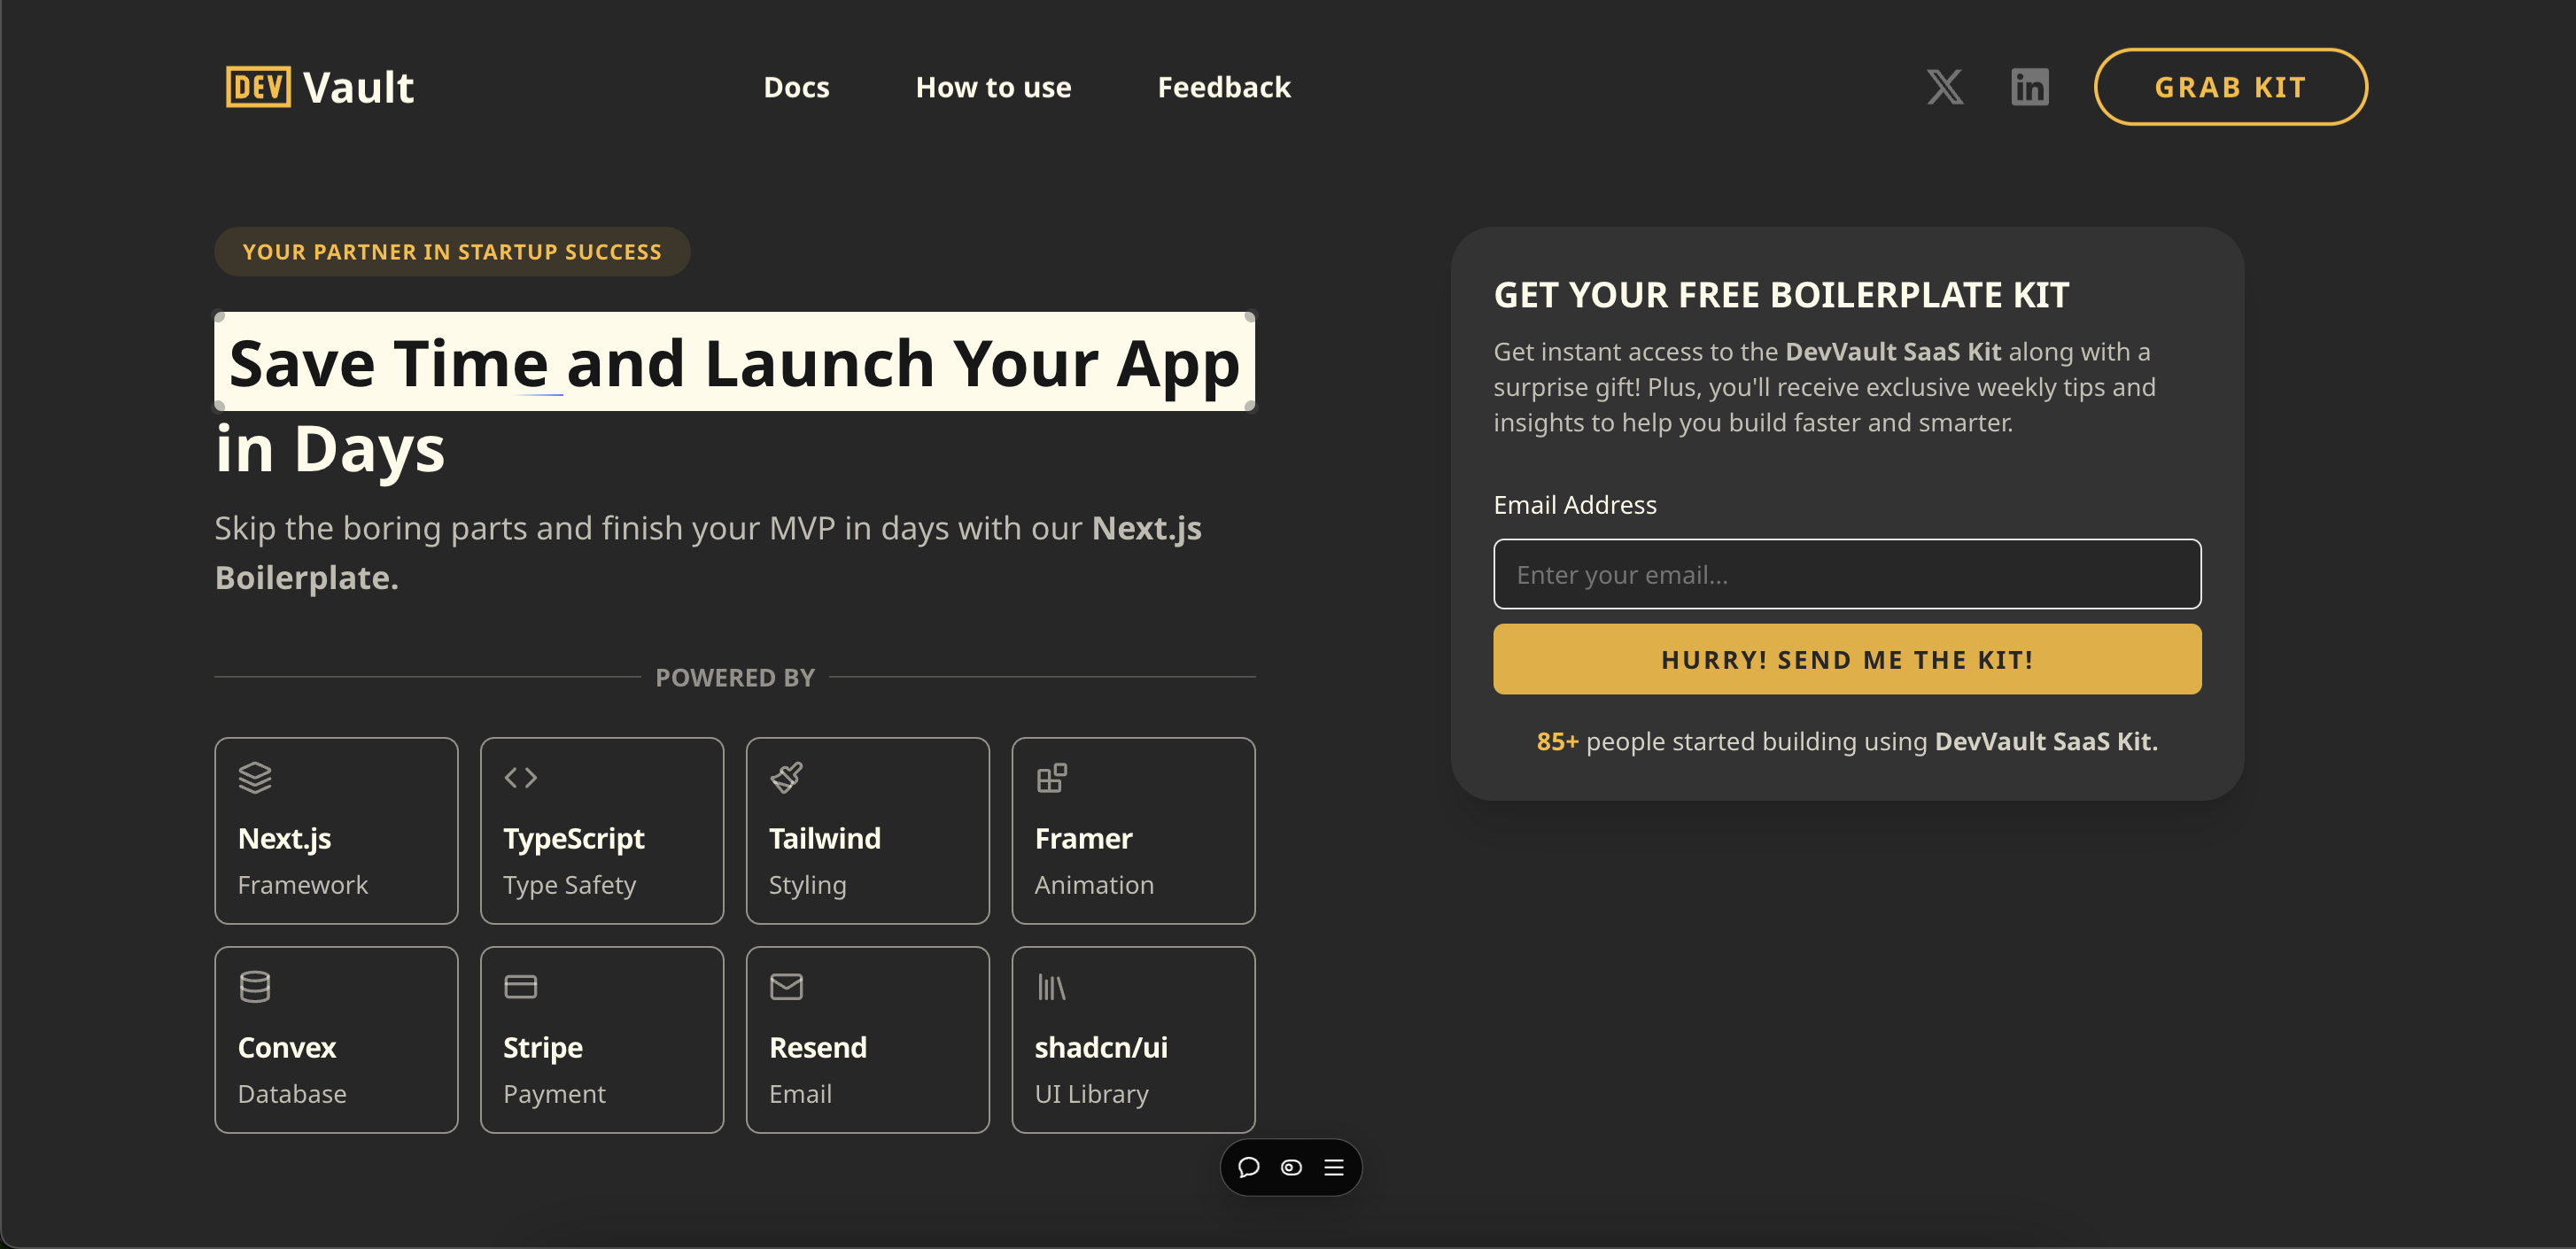 DEV Vault
Docs
How to use
Feedback
GRAB KIT
YOUR PARTNER IN STARTUP SUCCESS
Save Time and Launch Your App
in Days
Skip the boring parts and finish your MVP in days with our Next.js
Boilerplate.
POWERED BY
Next.js
Framework
TypeScript
Type Safety
Tailwind
Styling
Framer
Animation
Convex
Database
Stripe
Payment
Resend
Email
shadcn/ui
UI Library
GET YOUR FREE BOILERPLATE KIT
Get instant access to the DevVault SaaS Kit along with a
surprise gift! Plus, you'll receive exclusive weekly tips and
insights to help you build faster and smarter.
Email Address
Enter your email...
HURRY! SEND ME THE KIT!
85+ people started building using DevVault SaaS Kit.